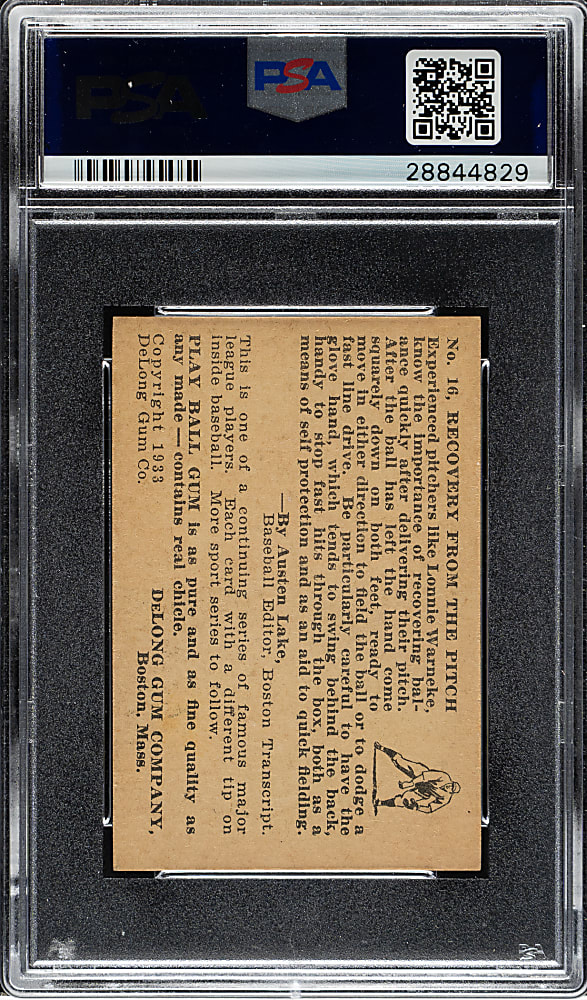 PSA
PSA
28844829
No. 16, RECOVERY FROM THE PITCH
Experienced pitchers like Lonnie Warneke,
know the importance of recovering bal-
ance quickly after delivering their pitch.
After the ball has left the hand come
squarely down on both feet, ready to
move in either direction to field the ball or to dodge a
fast line drive. Be particularly careful to have the
glove hand, which tends to swing behind the back,
handy to stop fast hits through the box, both as a
means of self protection and as an aid to quick fielding.
—By Austen Lake,
Baseball Editor, Boston Transcript.
This is one of a continuing series of famous major
league players. Each card with a different tip on
inside baseball. More sport series to follow.
PLAY BALL GUM is as pure and as fine quality as
any made—contains real chicle.
DeLONG GUM COMPANY,
Boston, Mass.
Copyright 1933
DeLong Gum Co.